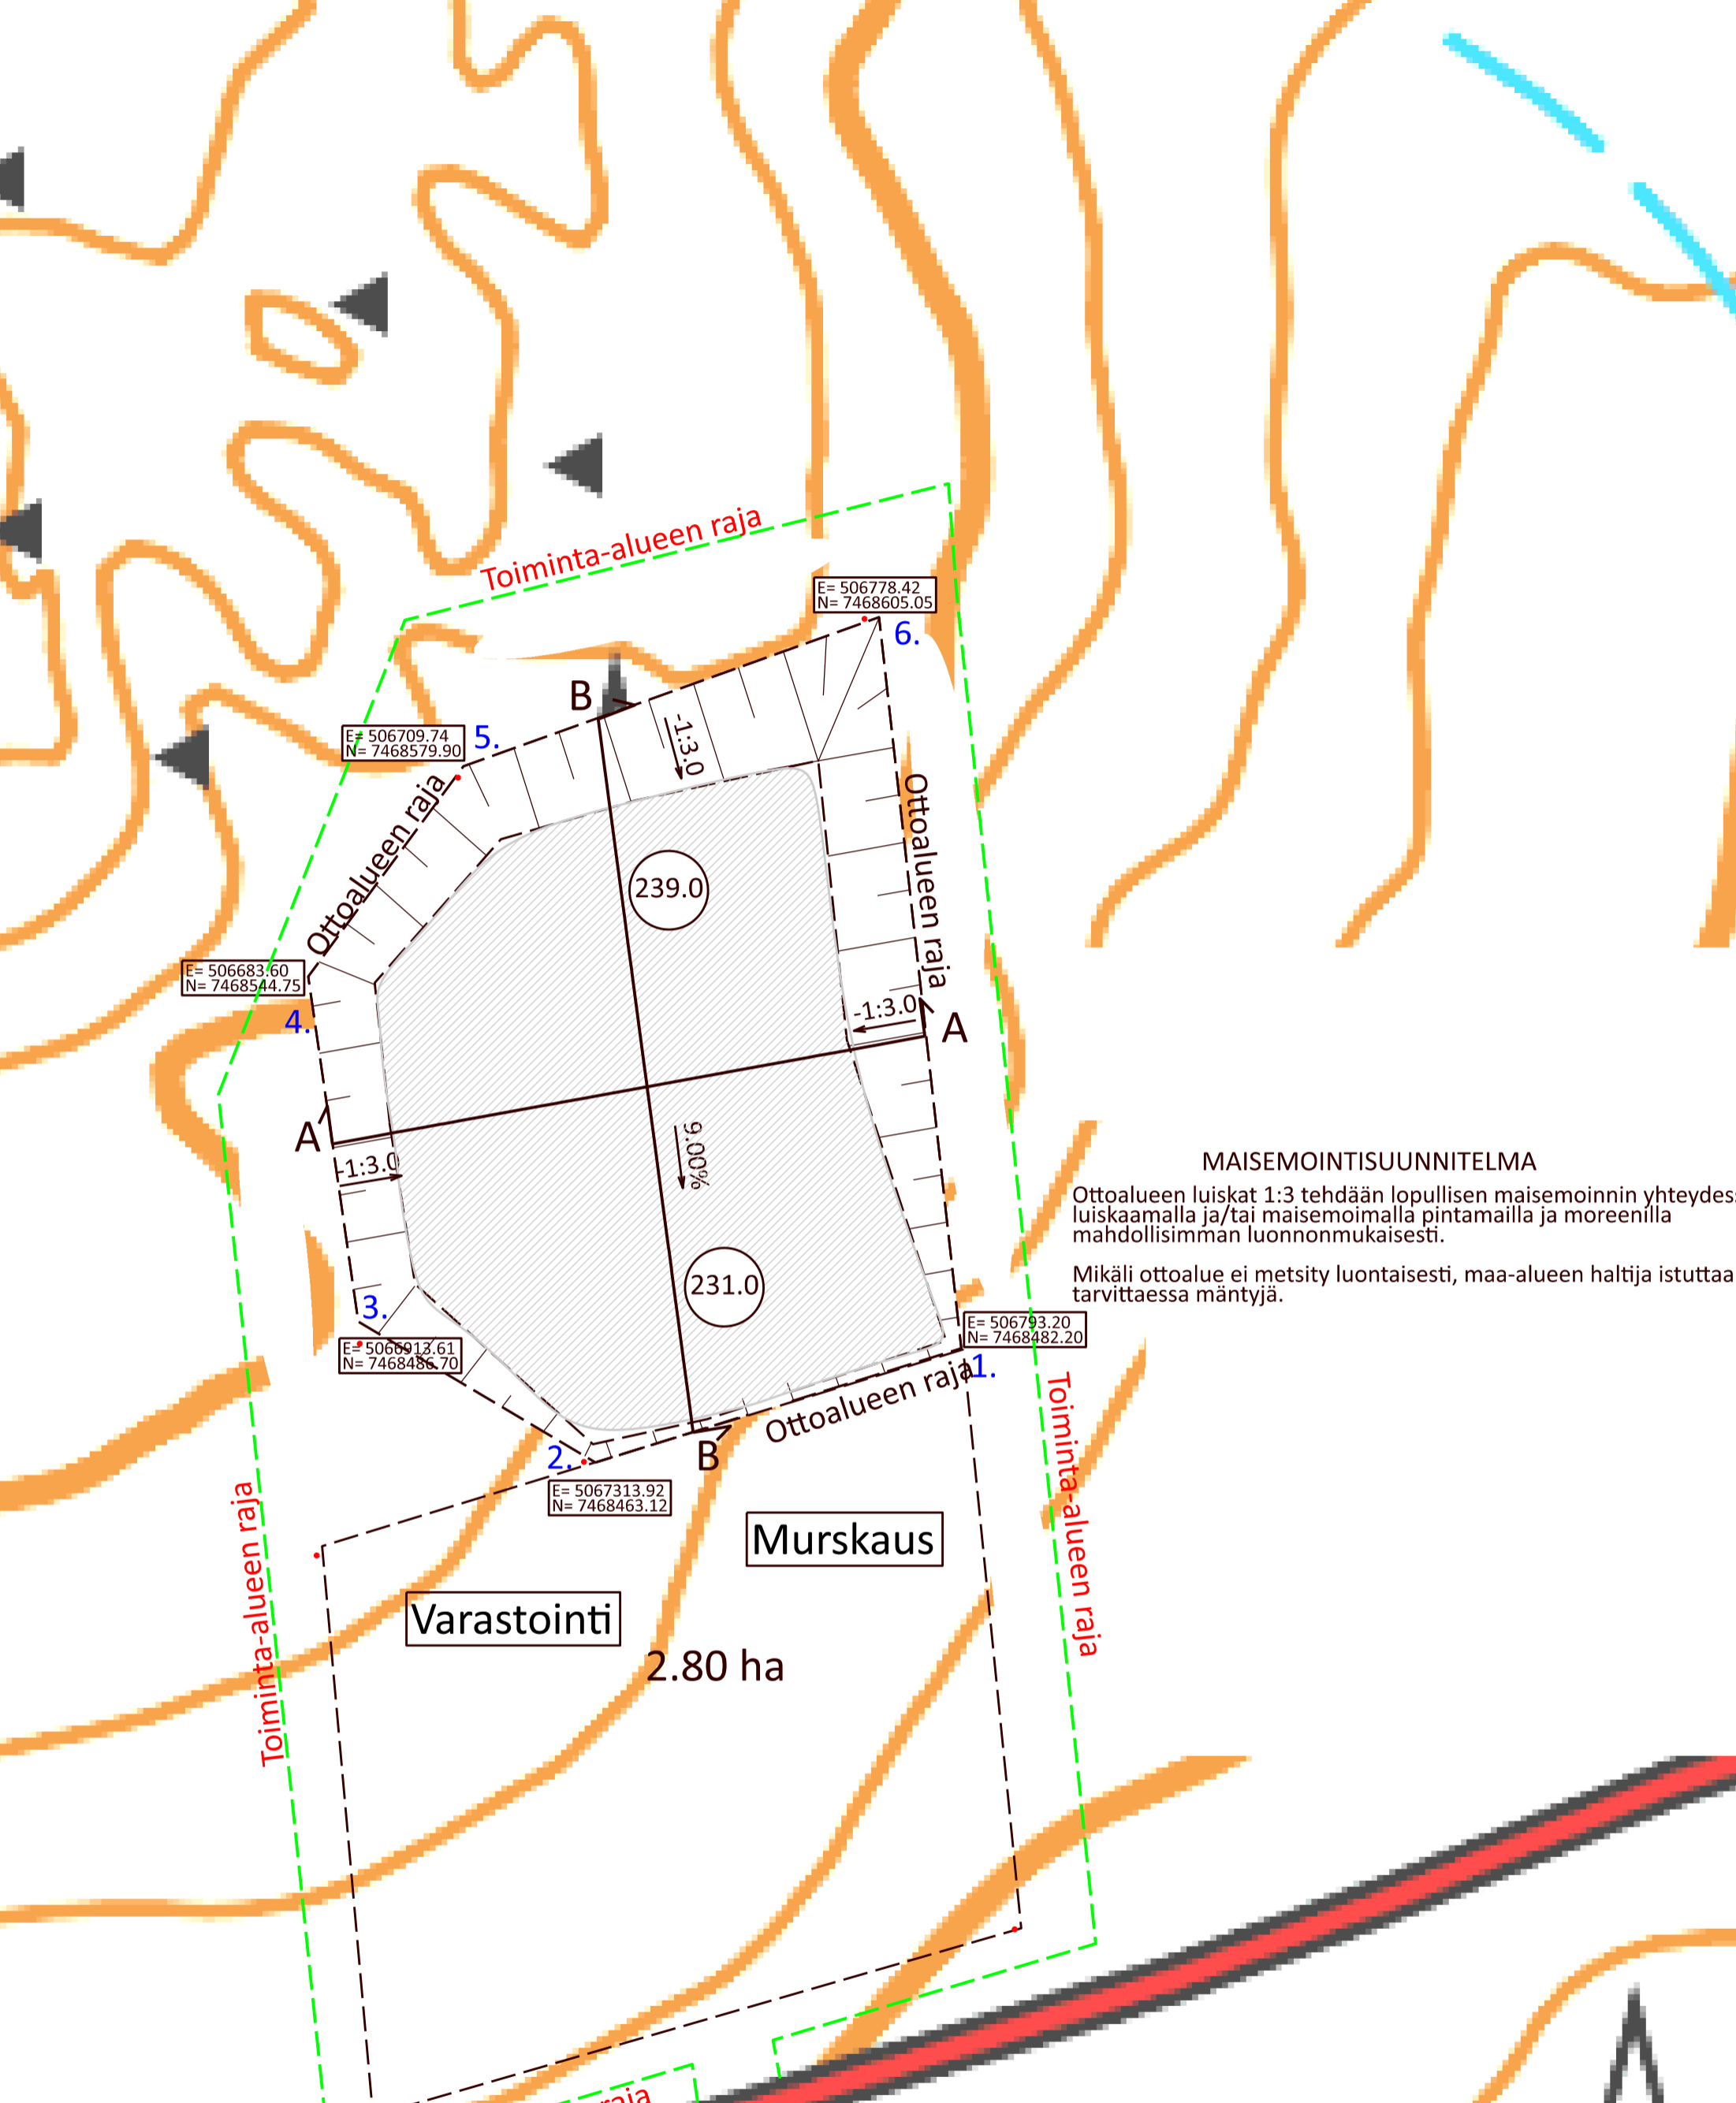 Toiminta-alueen raja
E= 506778.42
N= 7468605.05
6.
B
5.
E= 506709.74
N= 7468579.90
-1:3.0
Ottoalueen raja
Ottoalueen raja
239.0
E= 506683.60
N= 7468544.75
4.
-1:3.0
A
A
-1:3.0
9.00%
MAISEMOINTISUUNNITELMA
Ottoalueen luiskat 1:3 tehdään lopullisen maisemoinnin yhteydes
luiskaamalla ja/tai maisemoimalla pintamailla ja moreenilla
mahdollisimman luonnonmukaisesti.
Mikäli ottoalue ei metsity luontaisesti, maa-alueen haltija istuttaa
tarvittaessa mäntyjä.
231.0
3.
E= 5066913.61
N= 7468486.70
E= 506793.20
N= 7468482.20
1.
Ottoalueen raja
2.
B
E= 5067313.92
N= 7468463.12
Toiminta-alueen raja
Toiminta-alueen raja
Murskaus
Varastointi
2.80 ha
raja